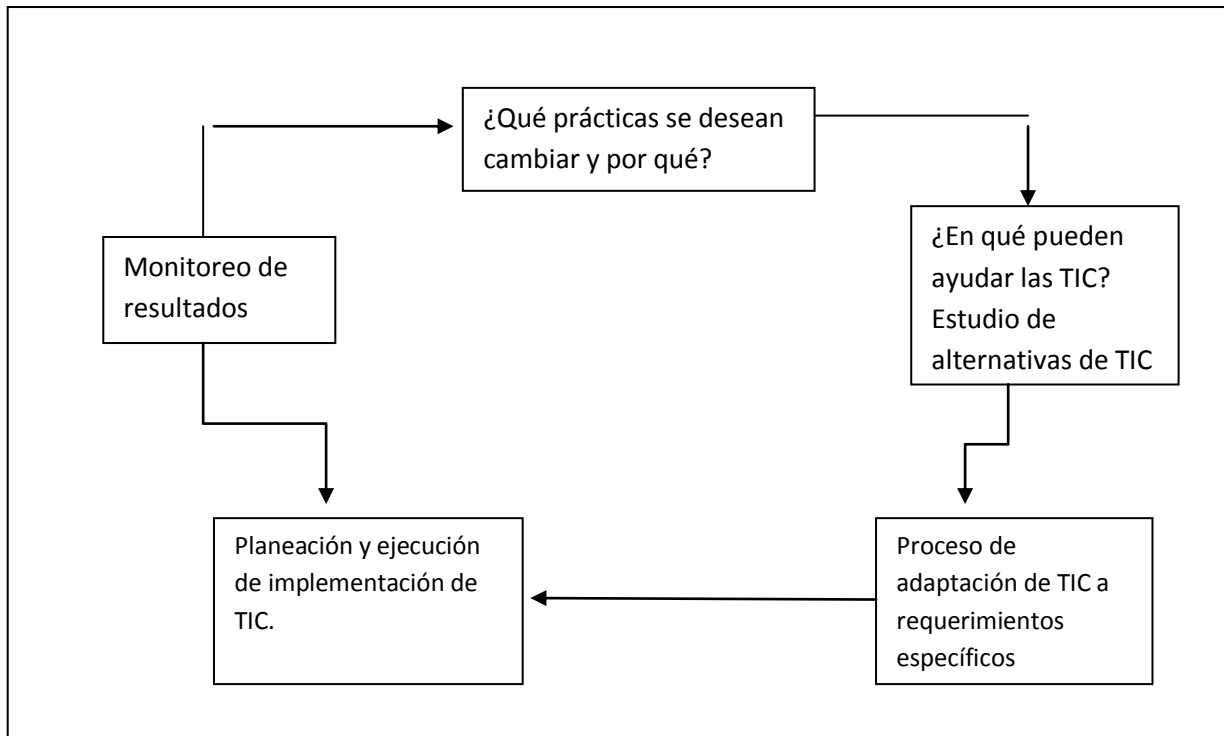 ¿Qué prácticas se desean
cambiar y por qué?
¿En qué pueden
ayudar las TIC?
Estudio de
alternativas de TIC
Monitoreo de
resultados
Planeación y ejecución
de implementación de
TIC.
Proceso de
adaptación de TIC a
requerimientos
específicos